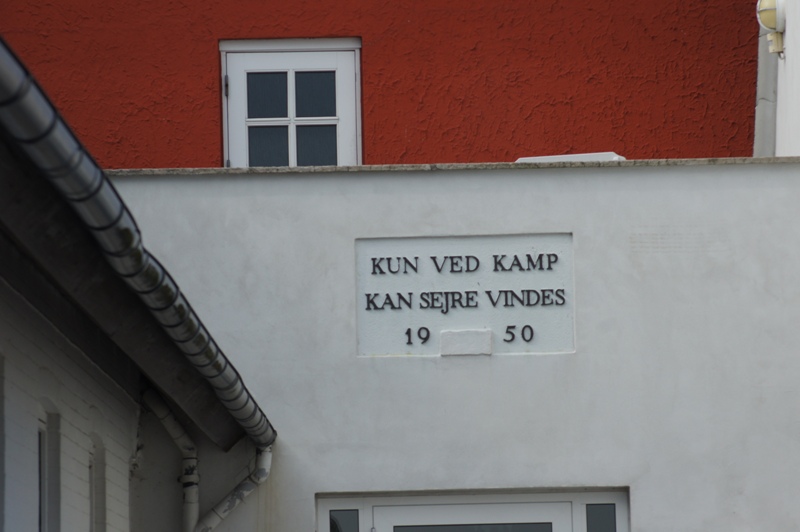 KUN VED KAMP
KAN SEJRE VINDES
19 50